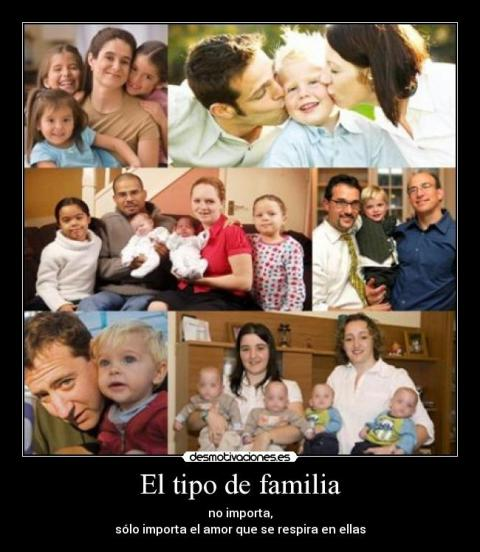 desmotivaciones.es
El tipo de familia
no importa,
sólo importa el amor que se respira en ellas